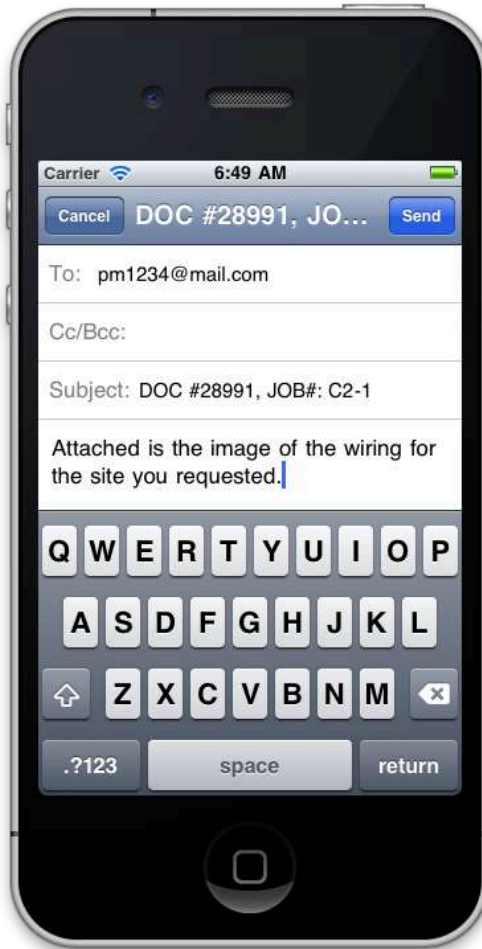 Carrier 6:49 AM
Cancel DOC #28991, JO... Send
To: pm1234@mail.com
Cc/Bcc:
Subject: DOC #28991, JOB#: C2-1
Attached is the image of the wiring for
the site you requested.
Q W E R T Y U I O P
A S D F G H J K L
Z X C V B N M
.?123 space return